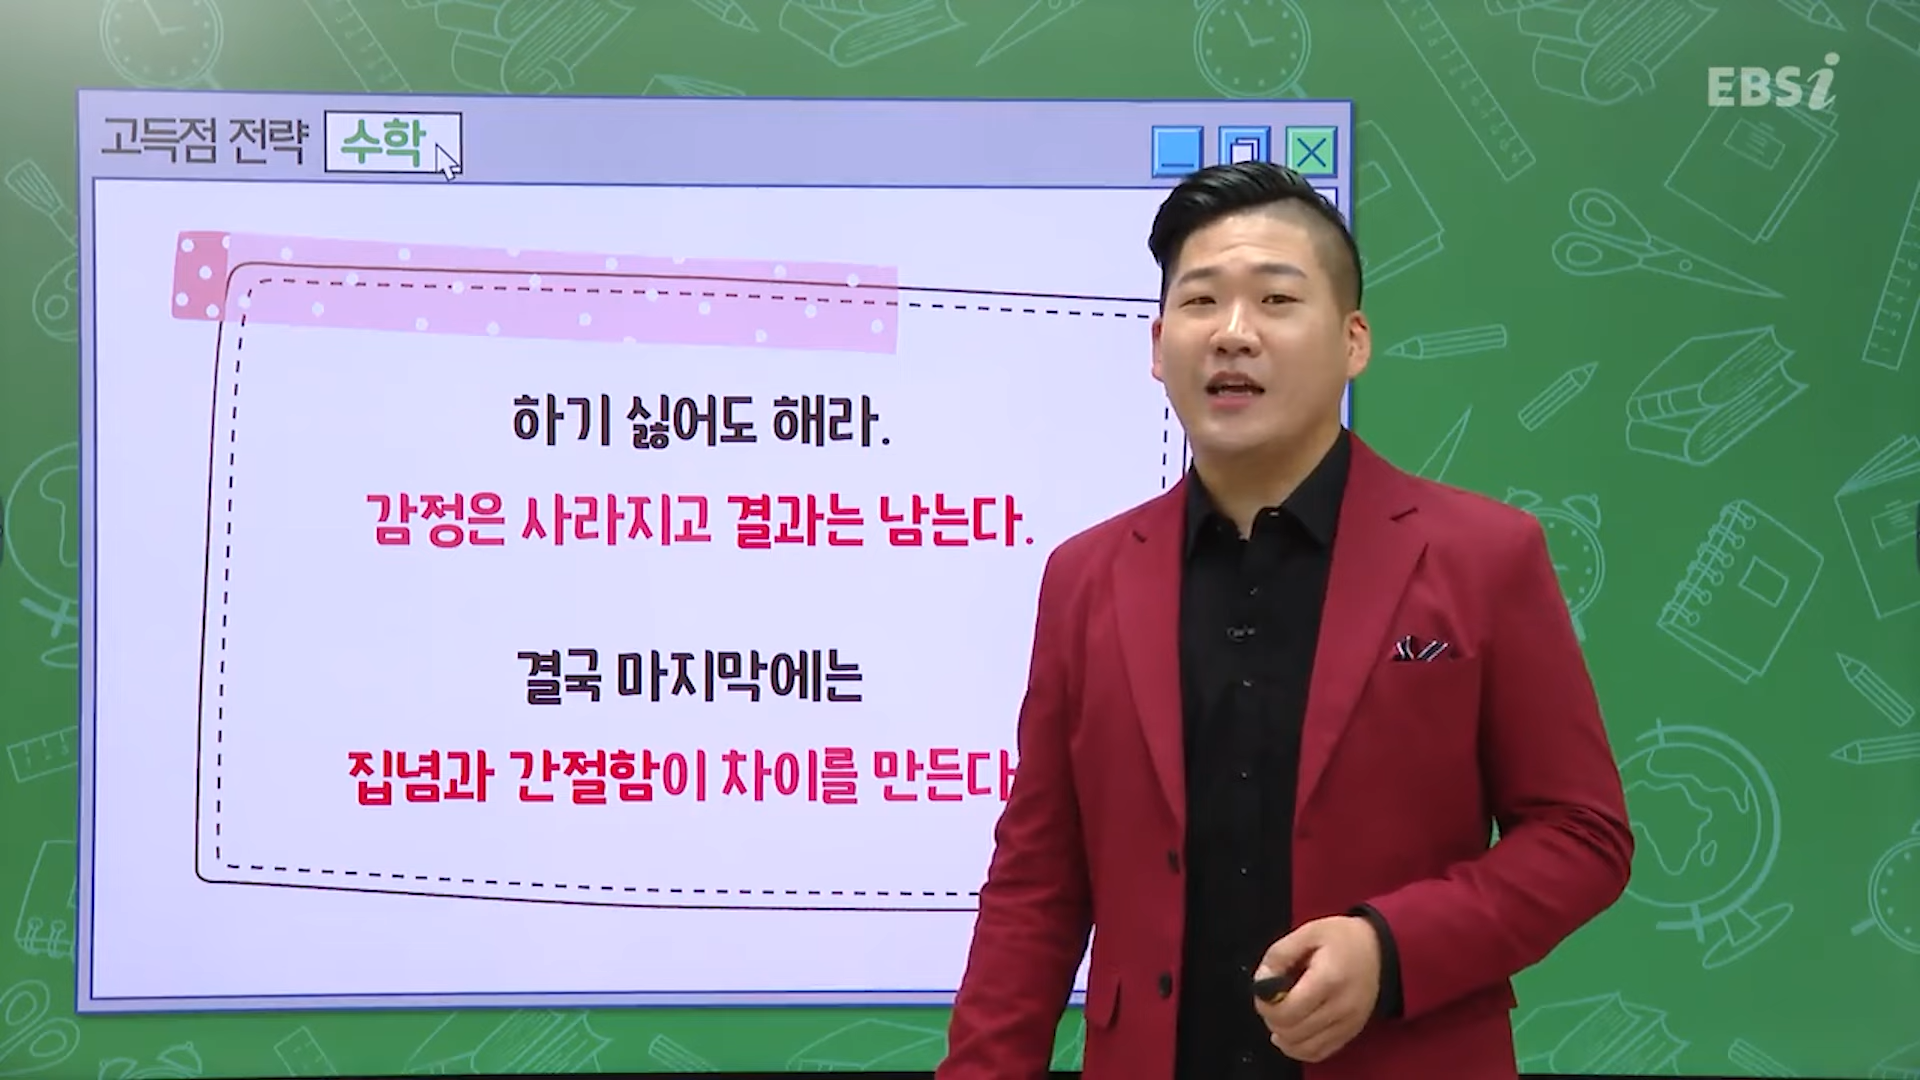 EBSi
고득점 전략 수학
하기 싫어도 해라.
감정은 사라지고 결과는 남는다.
결국 마지막에는
집념과 간절함이 차이를 만든다